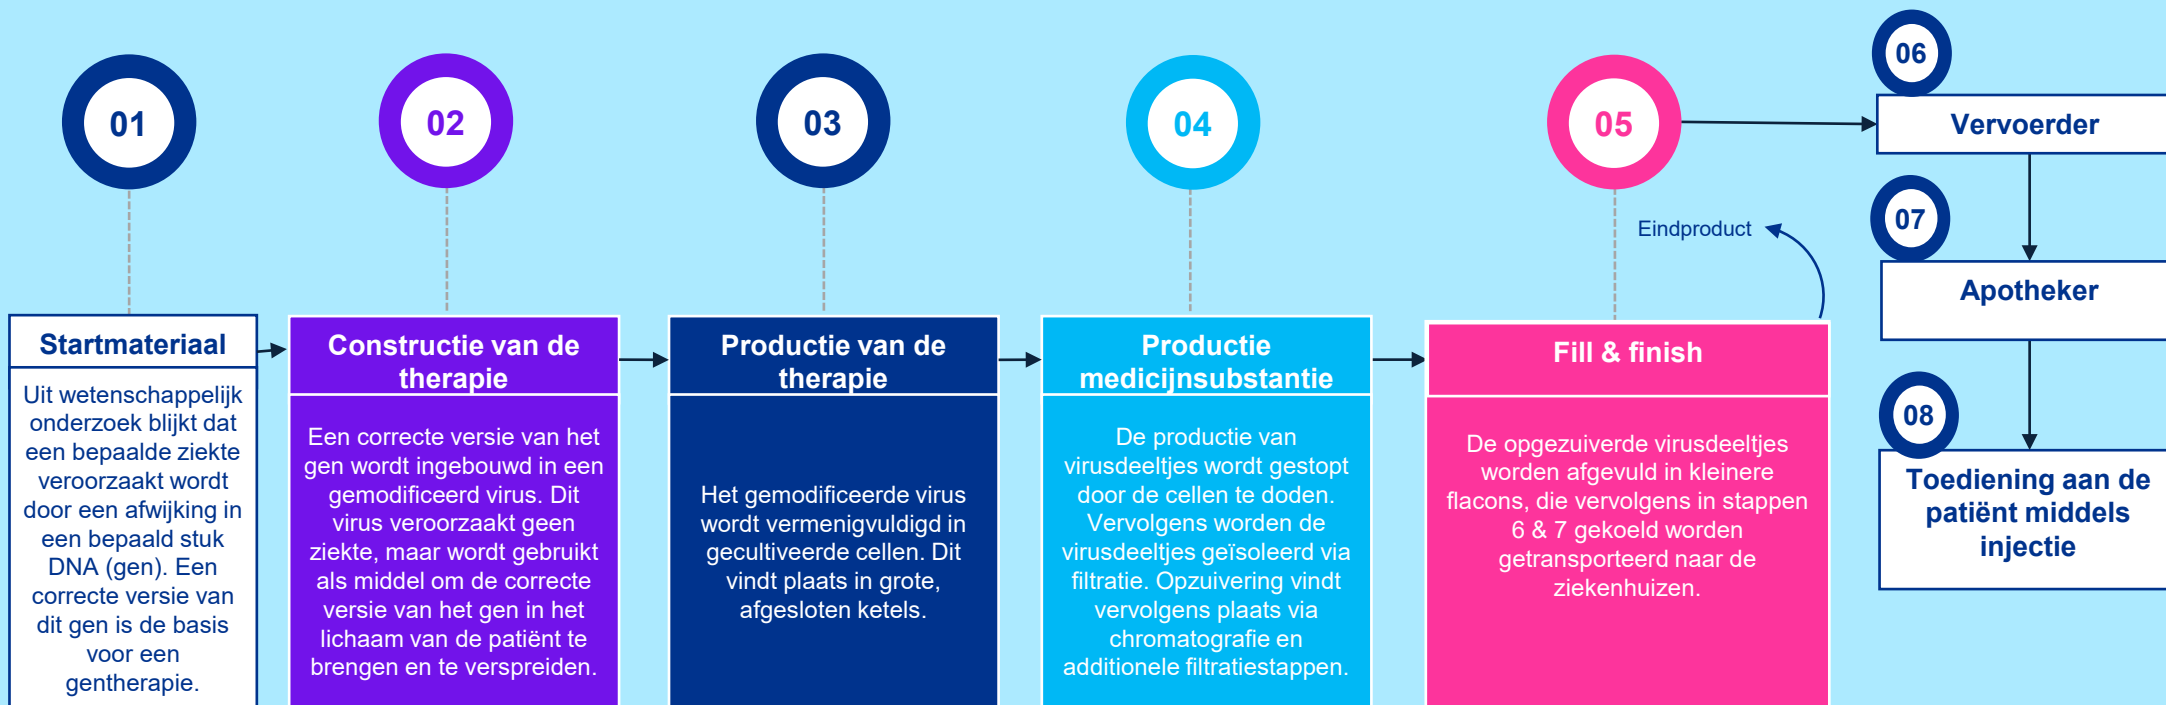 01
Startmateriaal
Uit wetenschappelijk
onderzoek blijkt dat
een bepaalde ziekte
veroorzaakt wordt
door een afwijking in
een bepaald stuk
DNA (gen). Een
correcte versie van
dit gen is de basis
voor een
gentherapie.
02
Constructie van de
therapie
Een correcte versie van het
gen wordt ingebouwd in een
gemodificeerd virus. Dit
virus veroorzaakt geen
ziekte, maar wordt gebruikt
als middel om de correcte
versie van het gen in het
lichaam van de patiënt te
brengen en te verspreiden.
03
Productie van de
therapie
Het gemodificeerde virus
wordt vermenigvuldigd in
gecultiveerde cellen. Dit
vindt plaats in grote,
afgesloten ketels.
04
Productie
medicijnsubstantie
De productie van
virusdeeltjes wordt gestopt
door de cellen te doden.
Vervolgens worden de
virusdeeltjes geïsoleerd via
filtratie. Opzuivering vindt
vervolgens plaats via
chromatografie en
additionele filtratiestappen.
05
Eindproduct
Fill & finish
De opgezuiverde virusdeeltjes
worden afgevuld in kleinere
flacons, die vervolgens in stappen
6 & 7 gekoeld worden
getransporteerd naar de
ziekenhuizen.
06
Vervoerder
07
Apotheker
08
Toediening aan de
patiënt middels
injectie